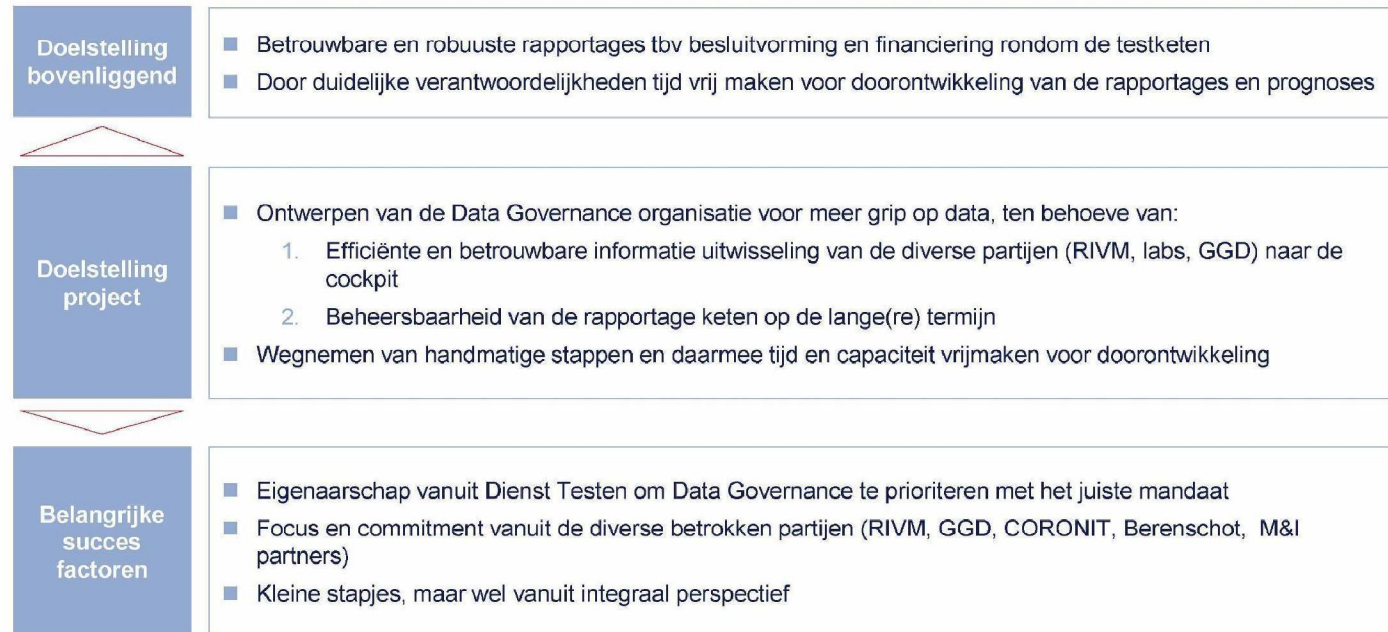 Doelstelling
bovenliggend
Betrouwbare en robuuste rapportages tbv besluitvorming en financiering rondom de testketen
Door duidelijke verantwoordelijkheden tijd vrij maken voor doorontwikkeling van de rapportages en prognoses
Doelstelling
project
Ontwerpen van de Data Governance organisatie voor meer grip op data, ten behoeve van:
1. Efficiënte en betrouwbare informatie uitwisseling van de diverse partijen (RIVM, labs, GGD) naar de
cockpit
2. Beheersbaarheid van de rapportage keten op de lange(re) termijn
Wegnemen van handmatige stappen en daarmee tijd en capaciteit vrijmaken voor doorontwikkeling
Belangrijke
succes
factoren
Eigenaarschap vanuit Dienst Testen om Data Governance te prioriteren met het juiste mandaat
Focus en commitment vanuit de diverse betrokken partijen (RIVM, GGD, CORONIT, Berenschot, M&I
partners)
Kleine stapjes, maar wel vanuit integraal perspectief